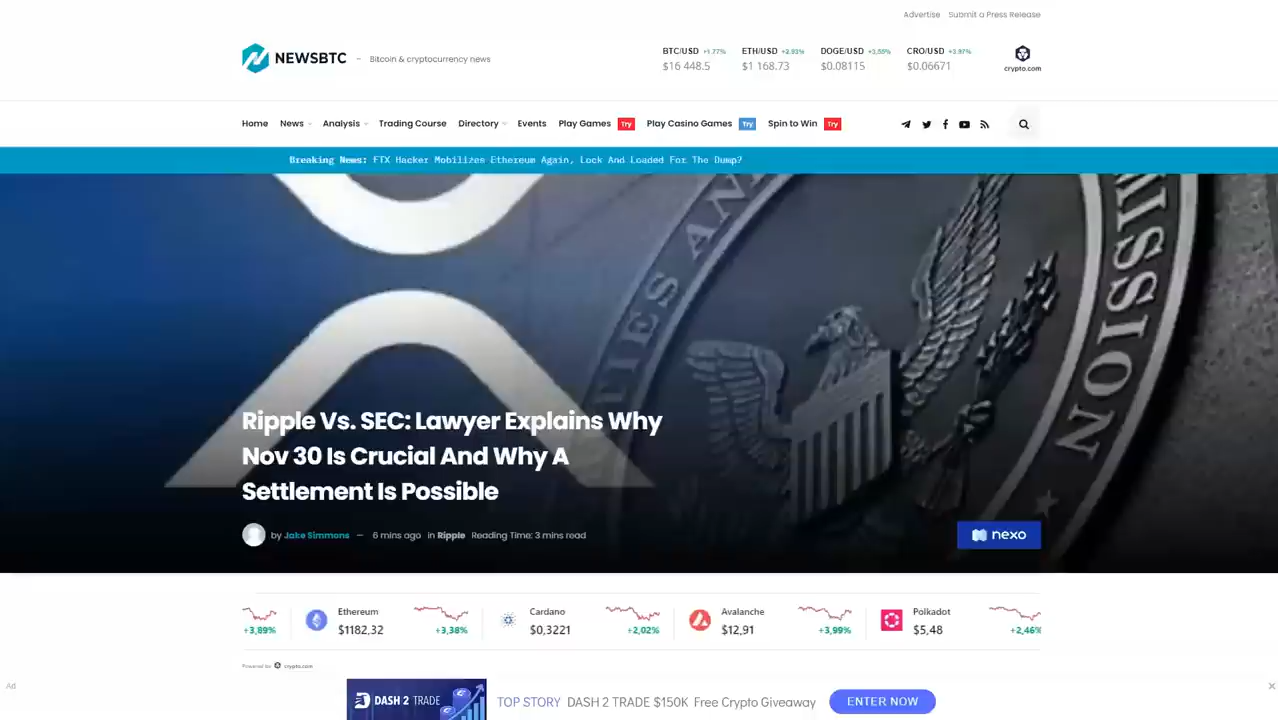 Advertise Submit a Press Release
NEWSBTC – Bitcoin & cryptocurrency news
BTC/USD +1.77% ETH/USD +2.93% DOGE/USD +3.55% CRO/USD +3.97%
$16 448.5 $1 168.73 $0.08115 $0.06671
crypto.com
Home News Analysis Trading Course Directory Events Play Games Try Play Casino Games Try Spin to Win Try
Breaking News: FTX Hacker Mobilizes Ethereum Again, Lock And Loaded For The Dump?
Ripple Vs. SEC: Lawyer Explains Why
Nov 30 Is Crucial And Why A
Settlement Is Possible
by Jake Simmons — 6 mins ago in Ripple Reading Time: 3 mins read
nexo
Ethereum Cardano Avalanche Polkadot
+3,89% $1182,32 +3,38% $0,3221 +2,02% $12,91 +3,99% $5,48 +2,46%
Powered by crypto.com
Ad
DASH 2 TRADE TOP STORY DASH 2 TRADE $150K Free Crypto Giveaway ENTER NOW